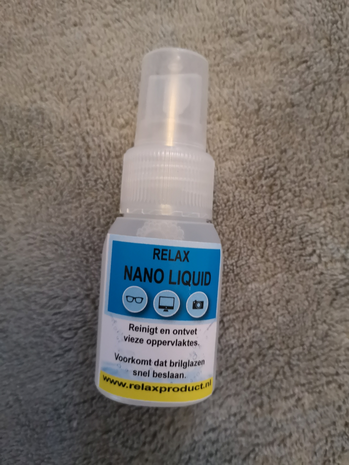 RELAX
NANO LIQUID
Reinigt en ontvet
vieze oppervlaktes.
Voorkomt dat brilglazen
snel beslaan.
www.relaxproduct.nl